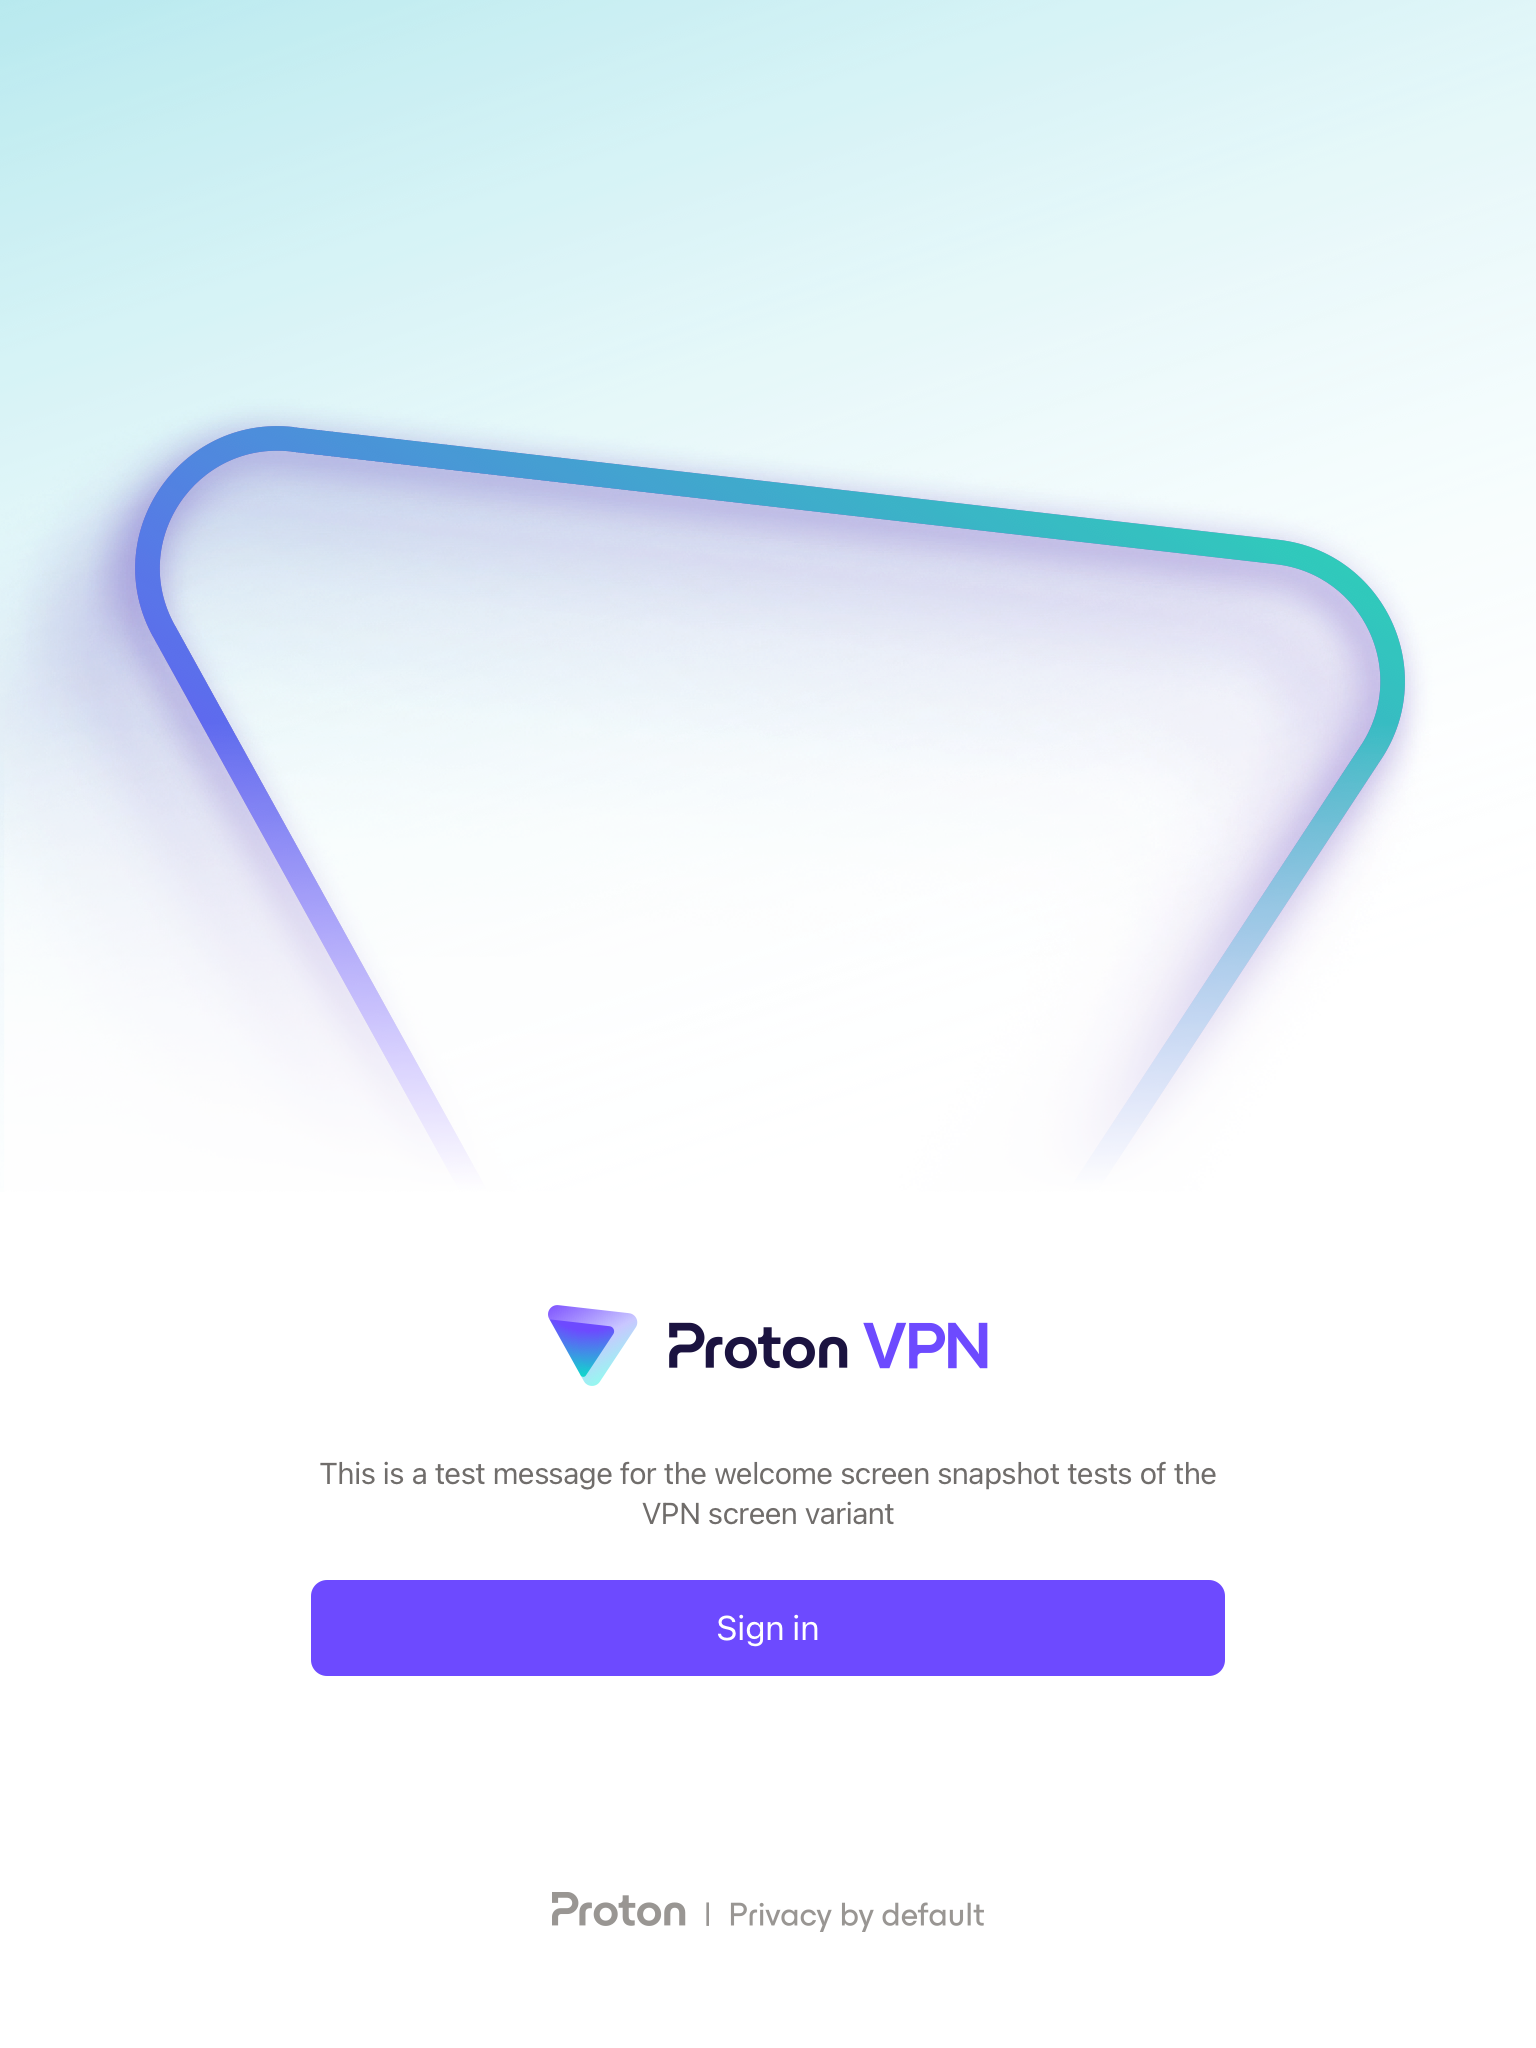 Proton VPN
This is a test message for the welcome screen snapshot tests of the
VPN screen variant
Sign in
Proton | Privacy by default